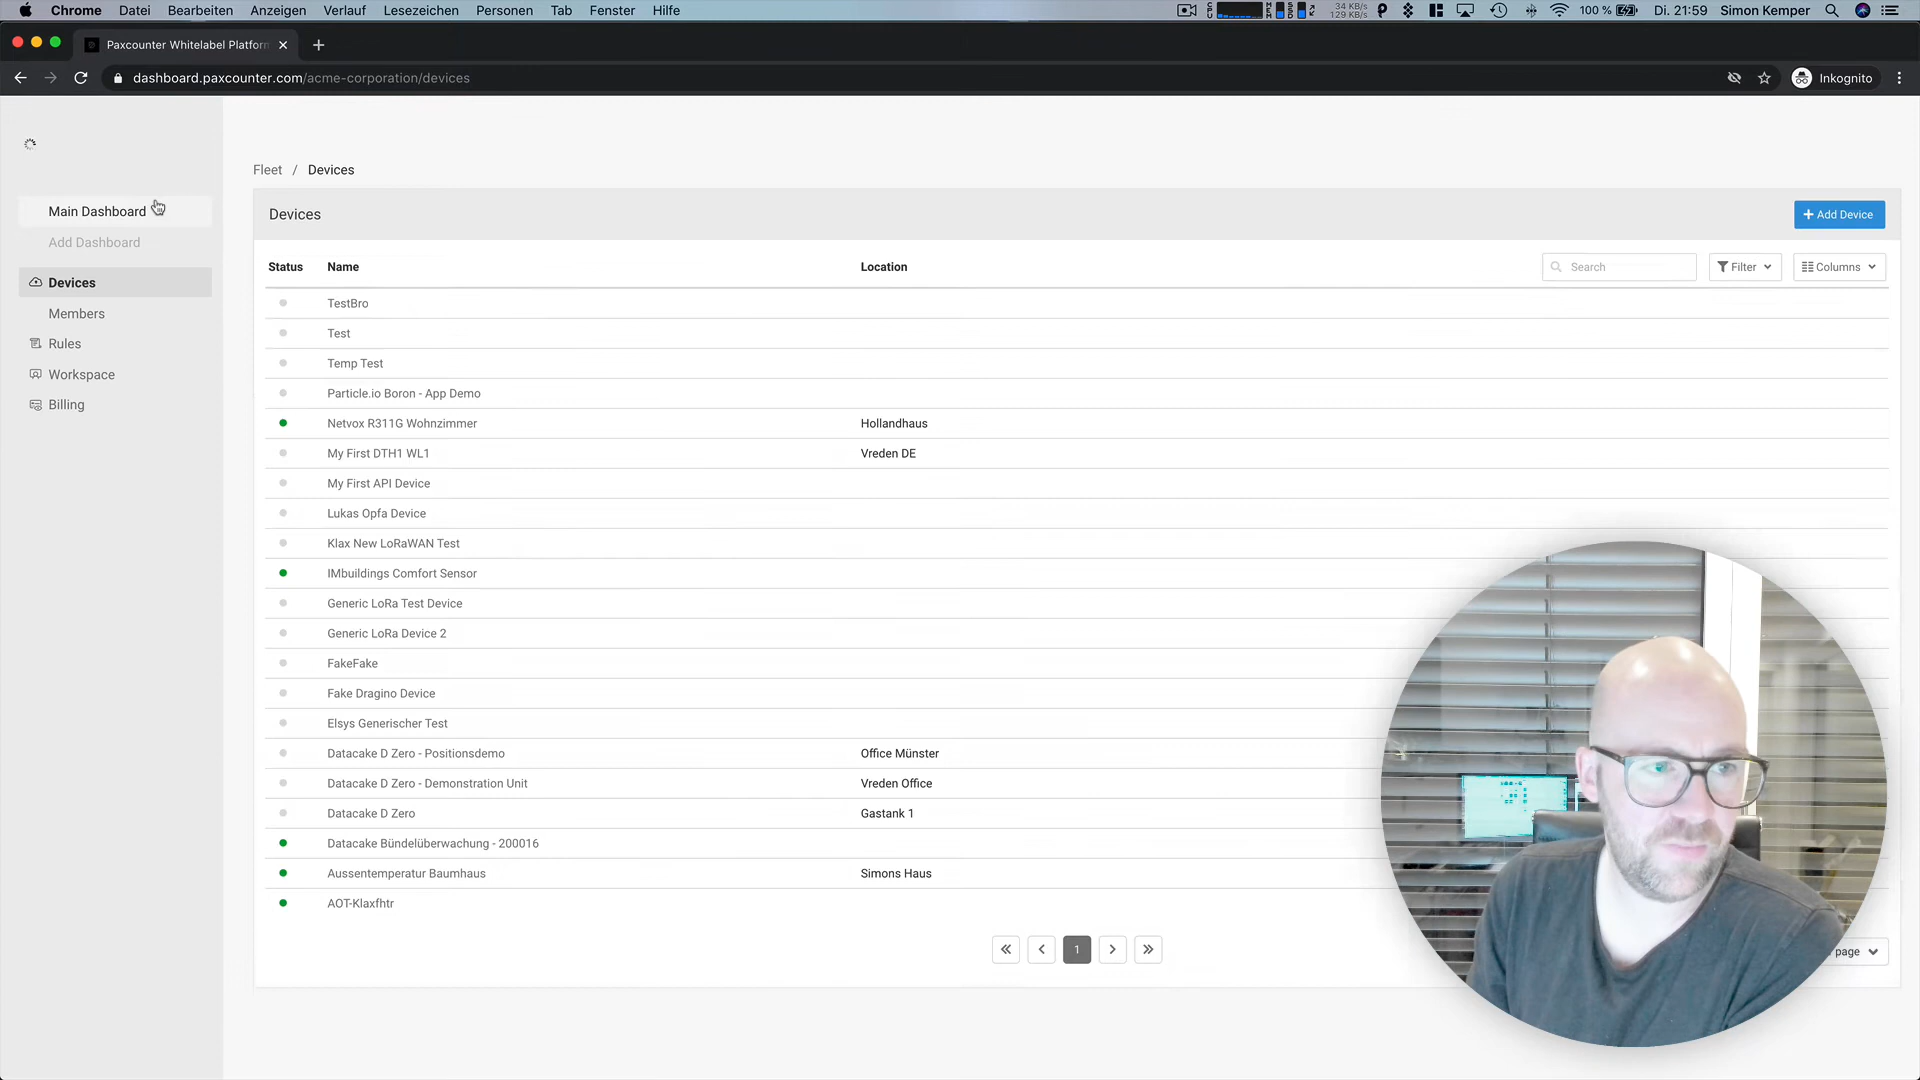 Chrome Datei Bearbeiten Anzeigen Verlauf Lesezeichen Personen Tab Fenster Hilfe 34 KB/s 129 KB/s 100 % Di. 21:59 Simon Kemper
Paxcounter Whitelabel Platform
dashboard.paxcounter.com/acme-corporation/devices Inkognito
Main Dashboard
Add Dashboard
Devices
Members
Rules
Workspace
Billing
Fleet / Devices
Devices + Add Device
Status Name Location Search Filter Columns
TestBro
Test
Temp Test
Particle.io Boron - App Demo
Netvox R311G Wohnzimmer Hollandhaus
My First DTH1 WL1 Vreden DE
My First API Device
Lukas Opfa Device
Klax New LoRaWAN Test
IMbuildings Comfort Sensor
Generic LoRa Test Device
Generic LoRa Device 2
FakeFake
Fake Dragino Device
Elsys Generischer Test
Datacake D Zero - Positionsdemo Office Münster
Datacake D Zero - Demonstration Unit Vreden Office
Datacake D Zero Gastank 1
Datacake Bündelüberwachung - 200016
Aussentemperatur Baumhaus Simons Haus
AOT-Klaxfhtr
1
page